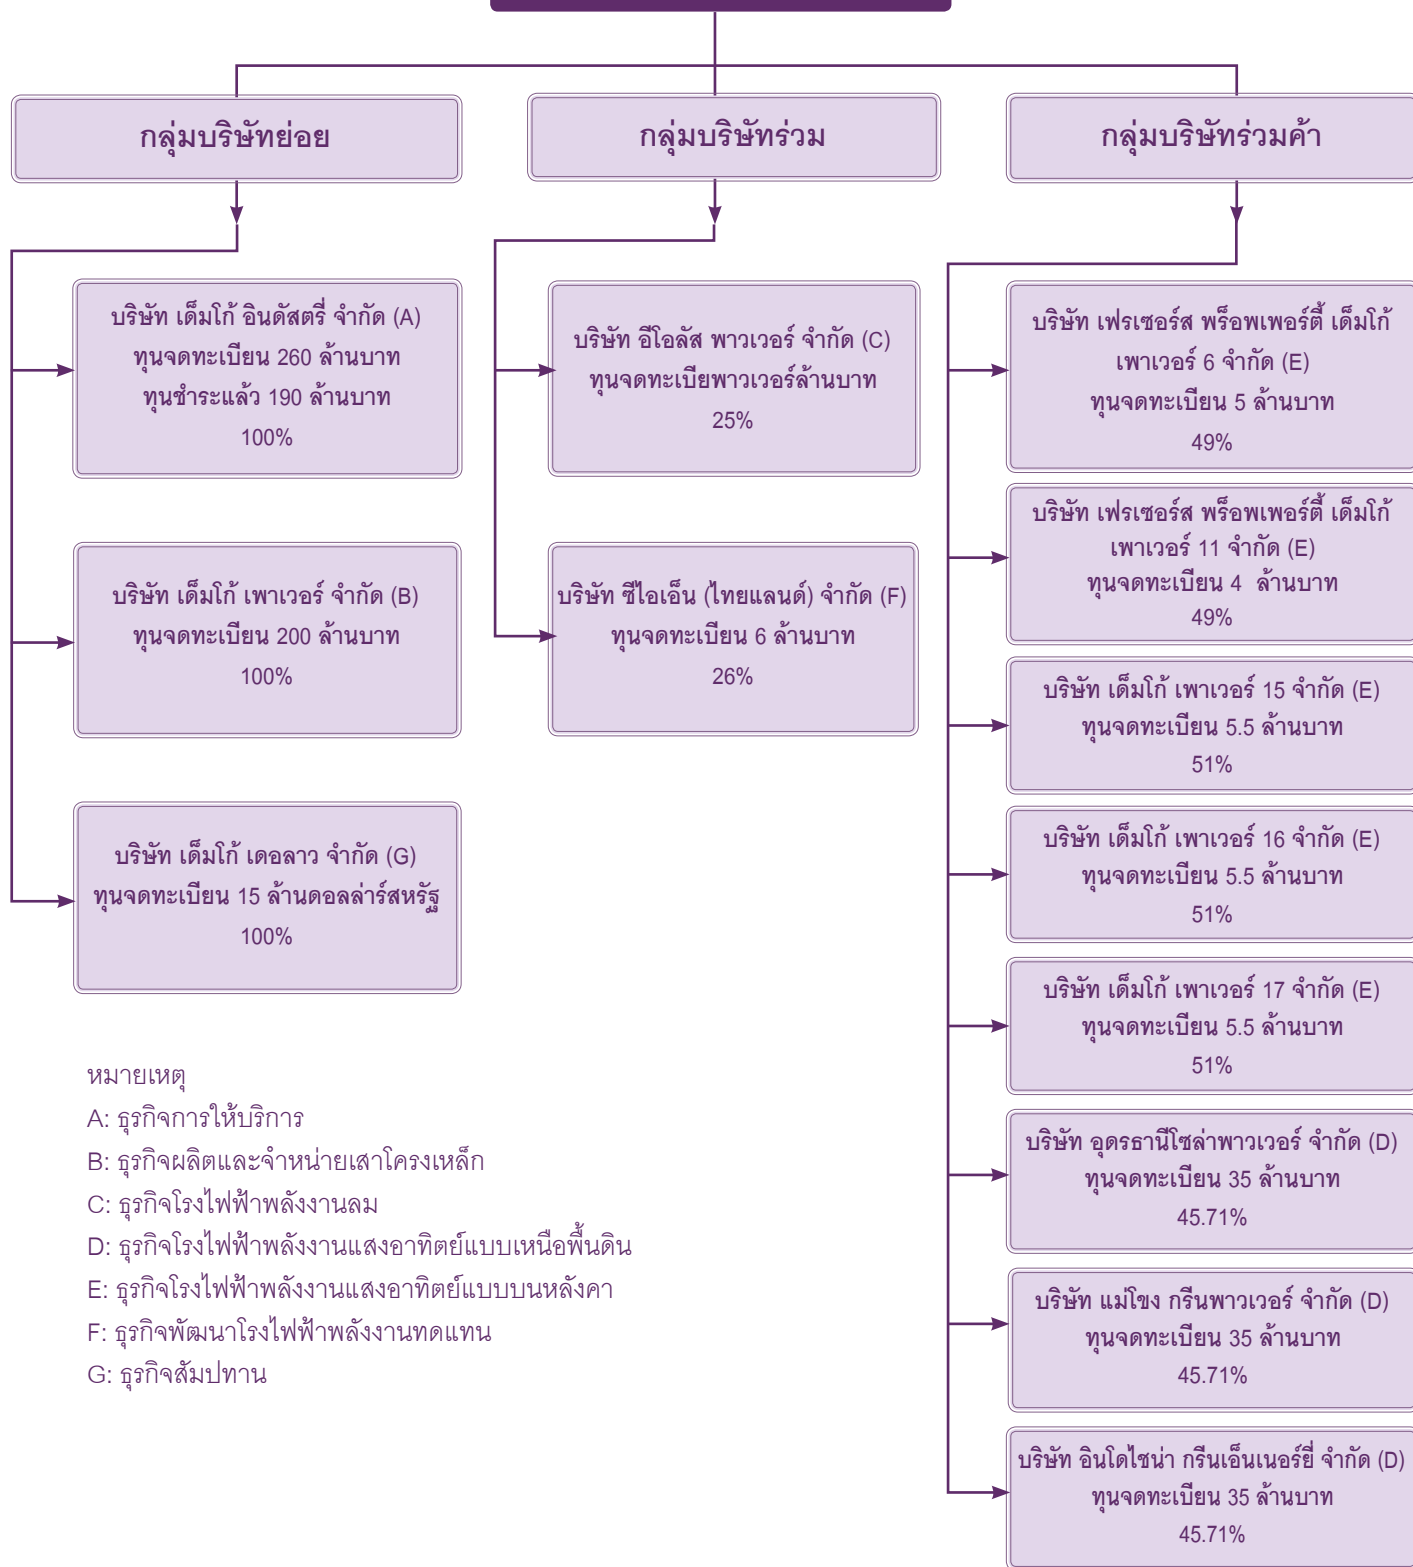 กลุ่มบริษัทย่อย
บริษัท เด็มโก้ อินดัสตรี่ จำกัด (A)
ทุนจดทะเบียน 260 ล้านบาท
ทุนชำระแล้ว 190 ล้านบาท
100%
บริษัท เด็มโก้ เพาเวอร์ จำกัด (B)
ทุนจดทะเบียน 200 ล้านบาท
100%
บริษัท เด็มโก้ เดอลาว จำกัด (G)
ทุนจดทะเบียน 15 ล้านดอลล่าร์สหรัฐ
100%
กลุ่มบริษัทร่วม
บริษัท อีโอลัส พาวเวอร์ จำกัด (C)
ทุนจดทะเบียพาวเวอร์ล้านบาท
25%
บริษัท ซีไอเอ็น (ไทยแลนด์) จำกัด (F)
ทุนจดทะเบียน 6 ล้านบาท
26%
กลุ่มบริษัทร่วมค้า
บริษัท เฟรเซอร์ส พร็อพเพอร์ตี้ เด็มโก้
เพาเวอร์ 6 จำกัด (E)
ทุนจดทะเบียน 5 ล้านบาท
49%
บริษัท เฟรเซอร์ส พร็อพเพอร์ตี้ เด็มโก้
เพาเวอร์ 11 จำกัด (E)
ทุนจดทะเบียน 4 ล้านบาท
49%
บริษัท เด็มโก้ เพาเวอร์ 15 จำกัด (E)
ทุนจดทะเบียน 5.5 ล้านบาท
51%
บริษัท เด็มโก้ เพาเวอร์ 16 จำกัด (E)
ทุนจดทะเบียน 5.5 ล้านบาท
51%
บริษัท เด็มโก้ เพาเวอร์ 17 จำกัด (E)
ทุนจดทะเบียน 5.5 ล้านบาท
51%
บริษัท อุดรธานีโซล่าพาวเวอร์ จำกัด (D)
ทุนจดทะเบียน 35 ล้านบาท
45.71%
บริษัท แม่โขง กรีนพาวเวอร์ จำกัด (D)
ทุนจดทะเบียน 35 ล้านบาท
45.71%
บริษัท อินโดไชน่า กรีนเอ็นเนอร์ยี่ จำกัด (D)
ทุนจดทะเบียน 35 ล้านบาท
45.71%
หมายเหตุ
A: ธุรกิจการให้บริการ
B: ธุรกิจผลิตและจำหน่ายเสาโครงเหล็ก
C: ธุรกิจโรงไฟฟ้าพลังงานลม
D: ธุรกิจโรงไฟฟ้าพลังงานแสงอาทิตย์แบบเหนือพื้นดิน
E: ธุรกิจโรงไฟฟ้าพลังงานแสงอาทิตย์แบบบนหลังคา
F: ธุรกิจพัฒนาโรงไฟฟ้าพลังงานทดแทน
G: ธุรกิจสัมปทาน